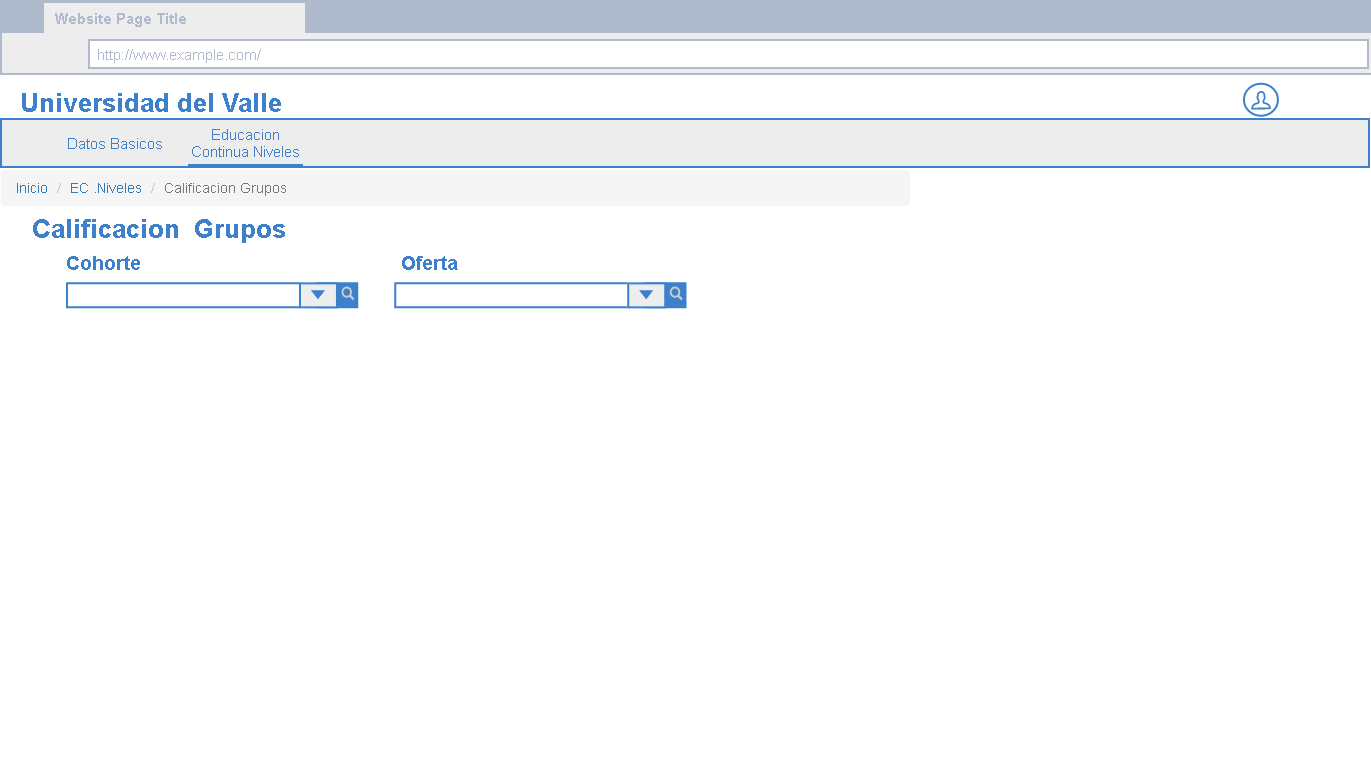 Website Page Title
http://www.example.com/
Universidad del Valle
Datos Basicos
Educacion
Continua Niveles
Inicio / EC .Niveles / Calificacion Grupos
Calificacion Grupos
Cohorte
Oferta